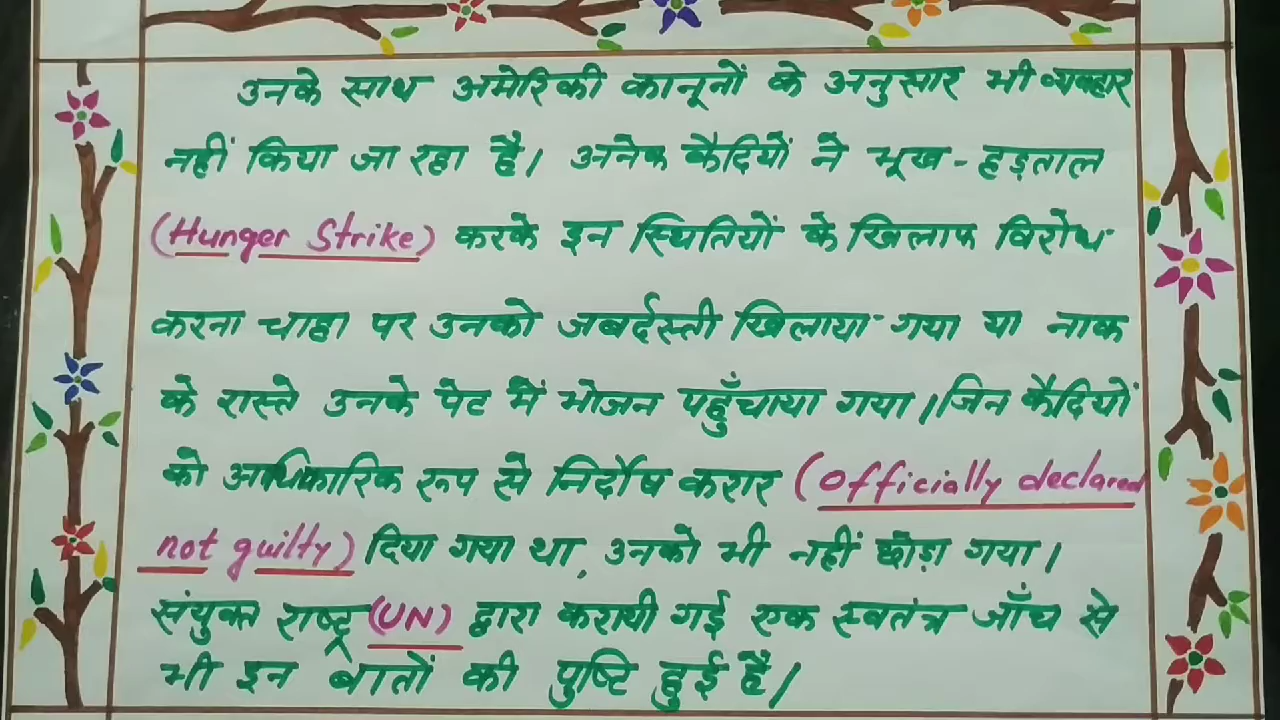 उनके साथ अमेरिकी कानूनों के अनुसार भी व्यवहार
नहीं किया जा रहा है। अनेक कैदियों ने भूख-हड़ताल
(Hunger Strike) करके इन स्थितियों के खिलाफ विरोध
करना चाहा पर उनको जबर्दस्ती खिलाया गया या नाक
के रास्ते उनके पेट में भोजन पहुँचाया गया। जिन कैदियों
को आधिकारिक रूप से निर्दोष करार (Officially declared
not guilty) दिया गया था, उनको भी नहीं छोड़ा गया।
संयुक्त राष्ट्र (UN) द्वारा करायी गई एक स्वतंत्र जाँच से
भी इन बातों की पुष्टि हुई है।